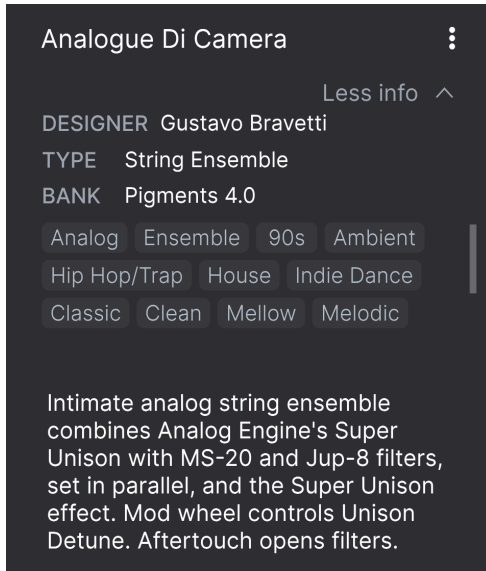 Analogue Di Camera
Less info
DESIGNER Gustavo Bravetti
TYPE String Ensemble
BANK Pigments 4.0
Analog Ensemble 90s Ambient
Hip Hop/Trap House Indie Dance
Classic Clean Mellow Melodic
Intimate analog string ensemble
combines Analog Engine's Super
Unison with MS-20 and Jup-8 filters,
set in parallel, and the Super Unison
effect. Mod wheel controls Unison
Detune. Aftertouch opens filters.